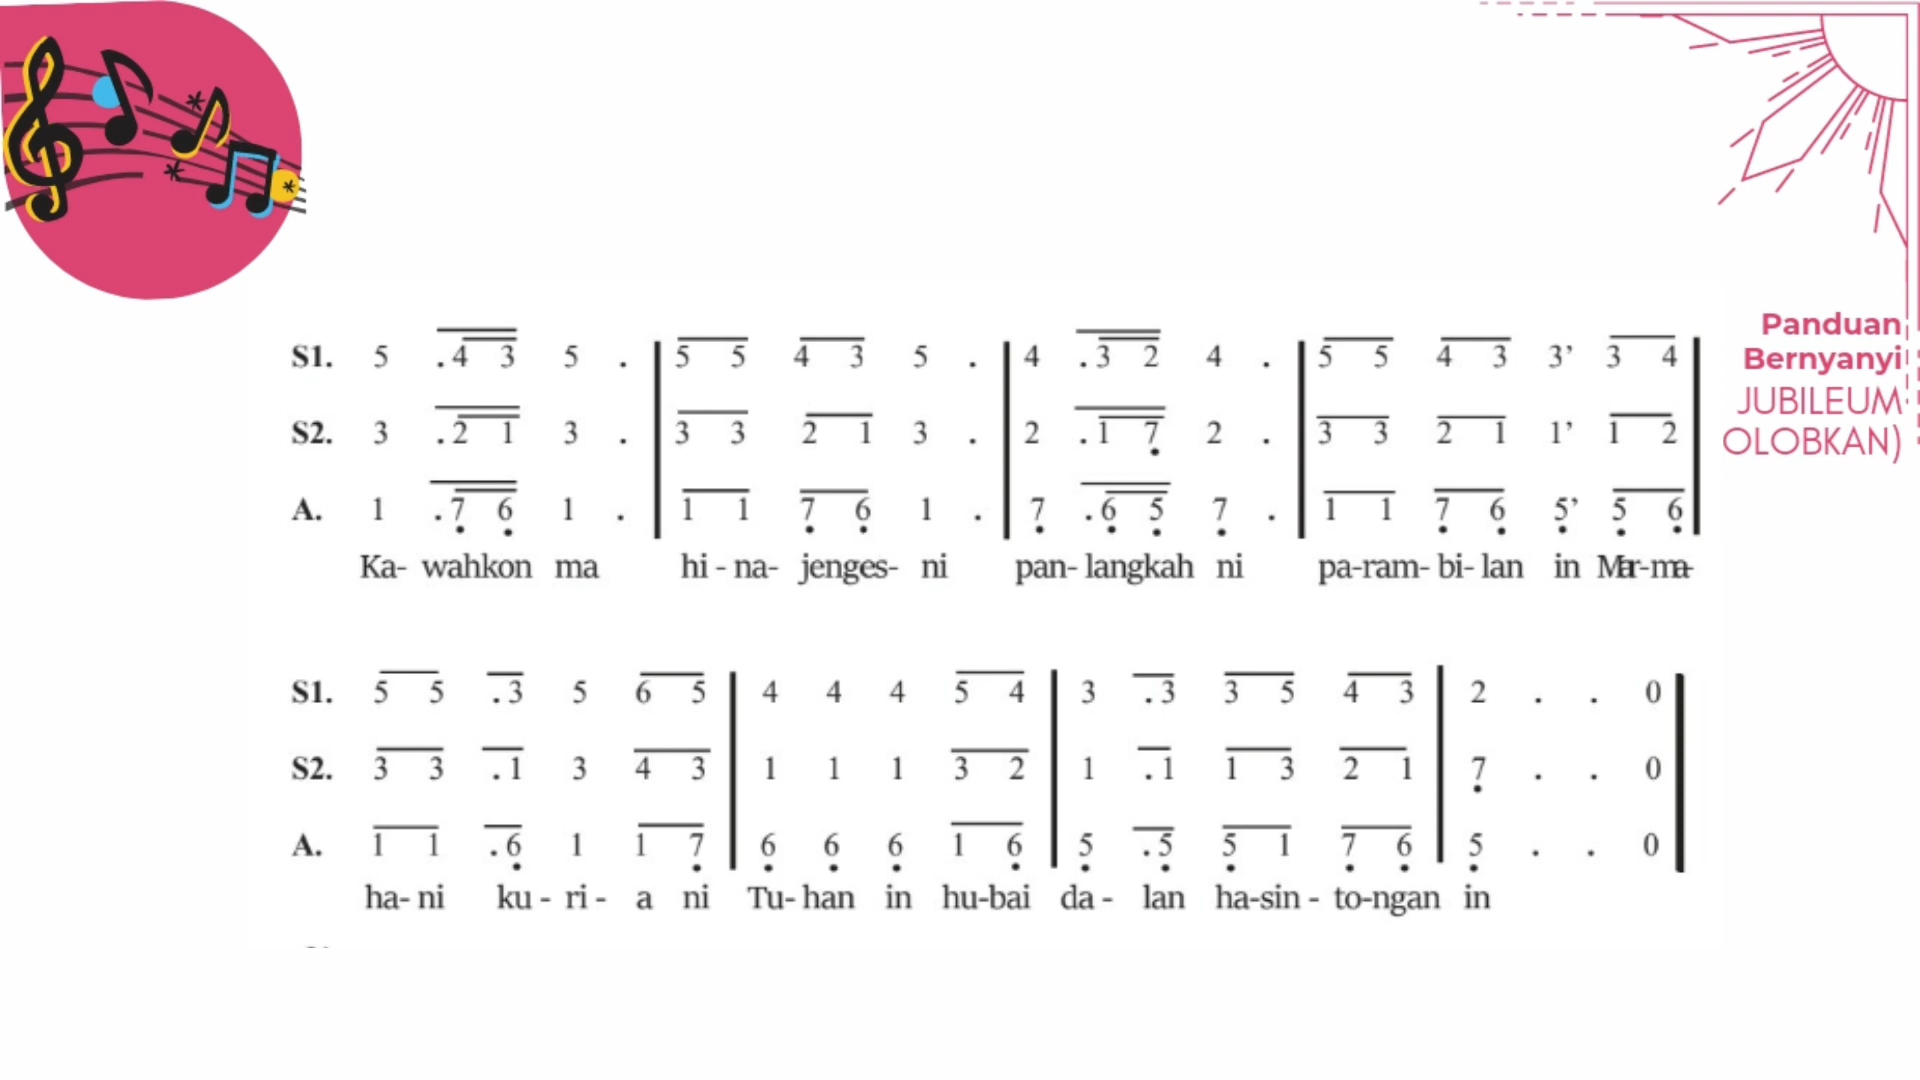 Panduan
Bernyanyi
JUBILEUM
OLOBKAN)
S1. 5 .4 3 5 . | 5 5 4 3 5 . | 4 .3 2 4 . | 5 5 4 3 3’ 3 4 |
S2. 3 .2 1 3 . | 3 3 2 1 3 . | 2 .1 7̣ 2 . | 3 3 2 1 1’ 1 2 |
A. 1 .7̣ 6̣ 1 . | 1 1 7̣ 6̣ 1 . | 7̣ .6̣ 5̣ 7̣ . | 1 1 7̣ 6̣ 5̣’ 5̣ 6̣ |
Ka- wahkon ma hi - na- jenges- ni pan- langkah ni pa-ram- bi- lan in Mar-ma-
S1. 5 5 .3 5 6 5 | 4 4 4 5 4 | 3 .3 3 5 4 3 | 2 . . 0 |
S2. 3 3 .1 3 4 3 | 1 1 1 3 2 | 1 .1 1 3 2 1 | 7̣ . . 0 |
A. 1 1 .6̣ 1 1 7̣ | 6̣ 6̣ 6̣ 1 6̣ | 5̣ .5̣ 5̣ 1 7̣ 6̣ | 5̣ . . 0 |
ha- ni ku - ri - a ni Tu- han in hu-bai da - lan ha-sin - to-ngan in